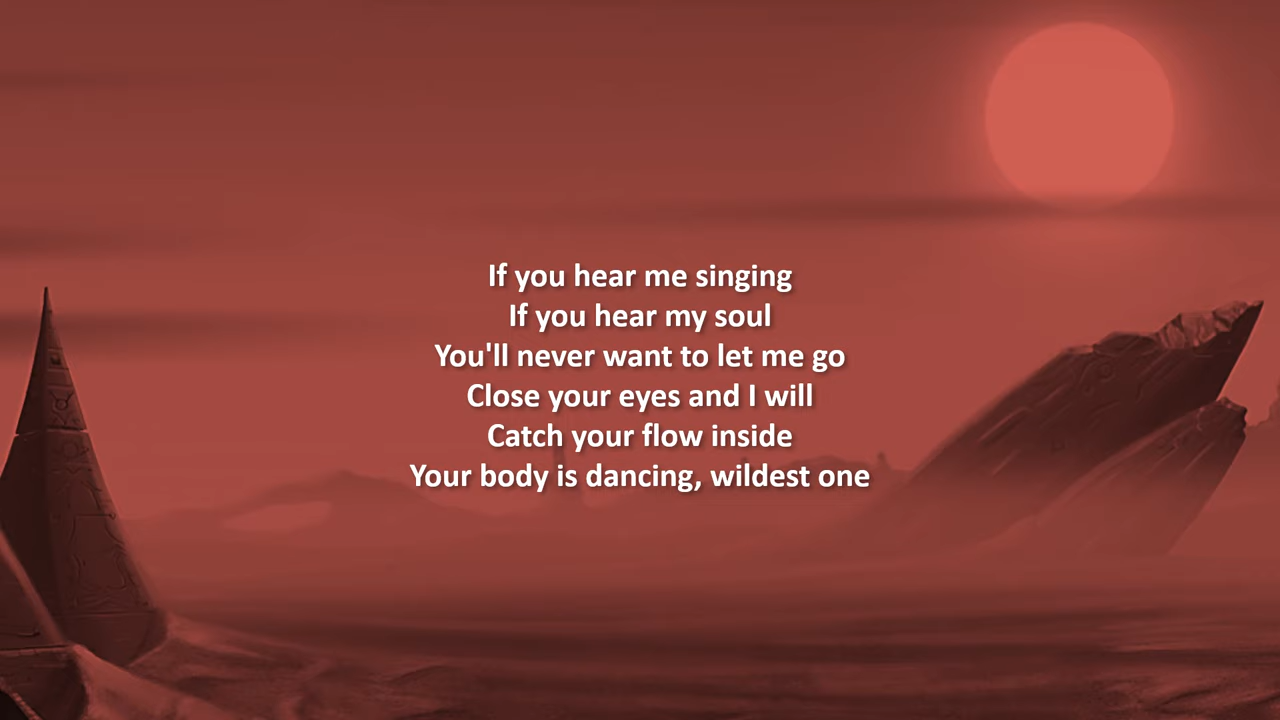 If you hear me singing
If you hear my soul
You'll never want to let me go
Close your eyes and I will
Catch your flow inside
Your body is dancing, wildest one